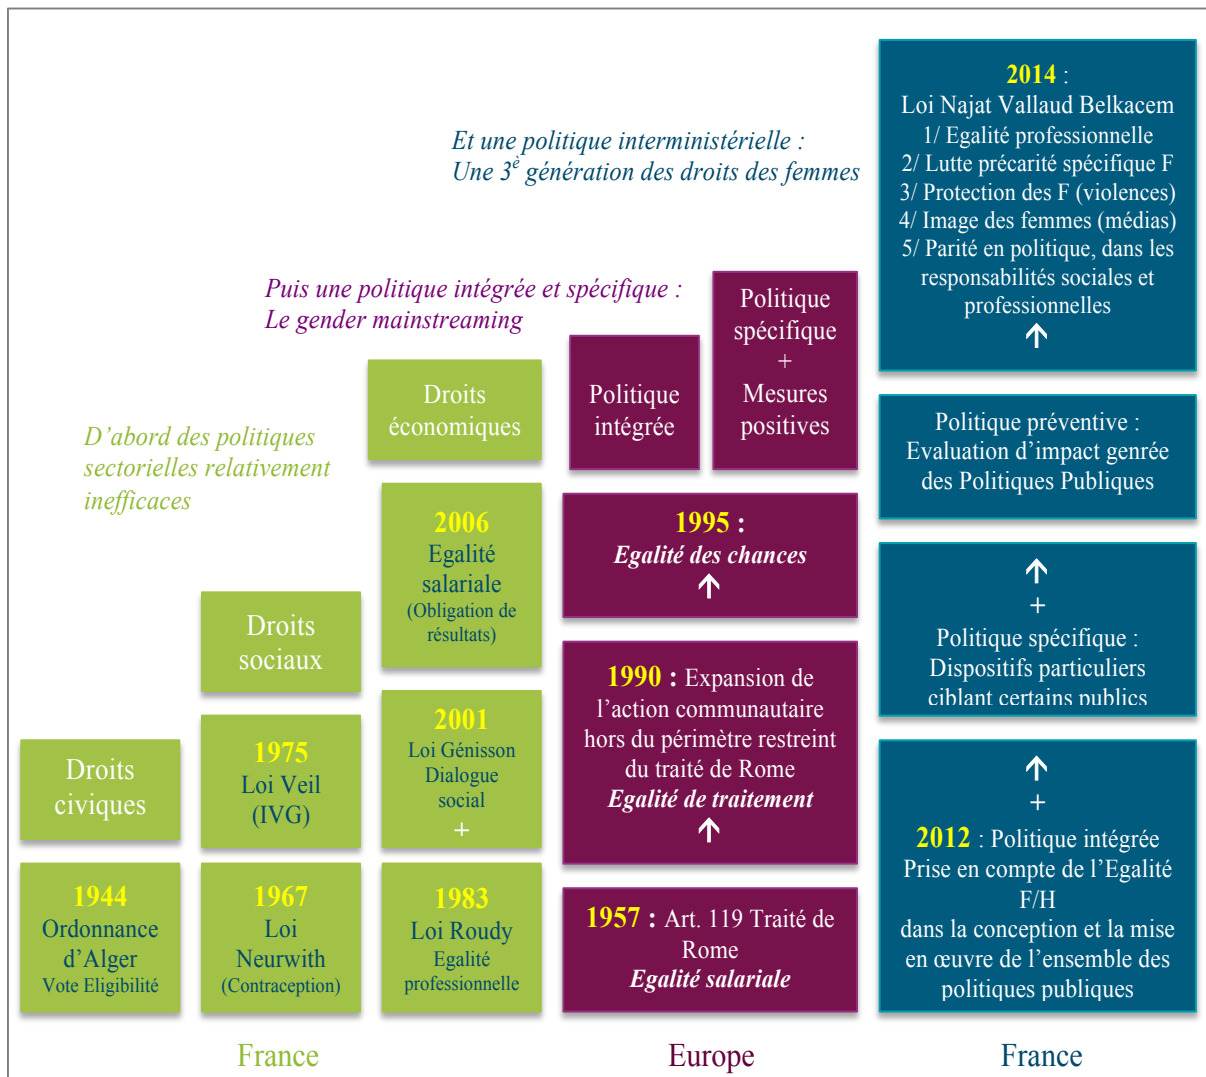 2014 :
Loi Najat Vallaud Belkacem
1/ Egalité professionnelle
2/ Lutte précarité spécifique F
3/ Protection des F (violences)
4/ Image des femmes (médias)
5/ Parité en politique, dans les
responsabilités sociales et
professionnelles
↑
Et une politique interministérielle :
Une 3è génération des droits des femmes
Puis une politique intégrée et spécifique :
Le gender mainstreaming
D’abord des politiques
sectorielles relativement
inefficaces
Droits
civiques
1944
Ordonnance
d’Alger
Vote Eligibilité
Droits
sociaux
1975
Loi Veil
(IVG)
1967
Loi
Neurwith
(Contraception)
Droits
économiques
2006
Egalité
salariale
(Obligation de
résultats)
2001
Loi Génisson
Dialogue
social
+
1983
Loi Roudy
Egalité
professionnelle
Politique
intégrée
Politique
spécifique
+
Mesures
positives
1995 :
Egalité des chances
↑
1990 : Expansion de
l’action communautaire
hors du périmètre restreint
du traité de Rome
Egalité de traitement
↑
1957 : Art. 119 Traité de
Rome
Egalité salariale
Politique préventive :
Evaluation d’impact genrée
des Politiques Publiques
↑
+
Politique spécifique :
Dispositifs particuliers
ciblant certains publics
↑
+
2012 : Politique intégrée
Prise en compte de l’Egalité
F/H
dans la conception et la mise
en œuvre de l’ensemble des
politiques publiques
France
Europe
France